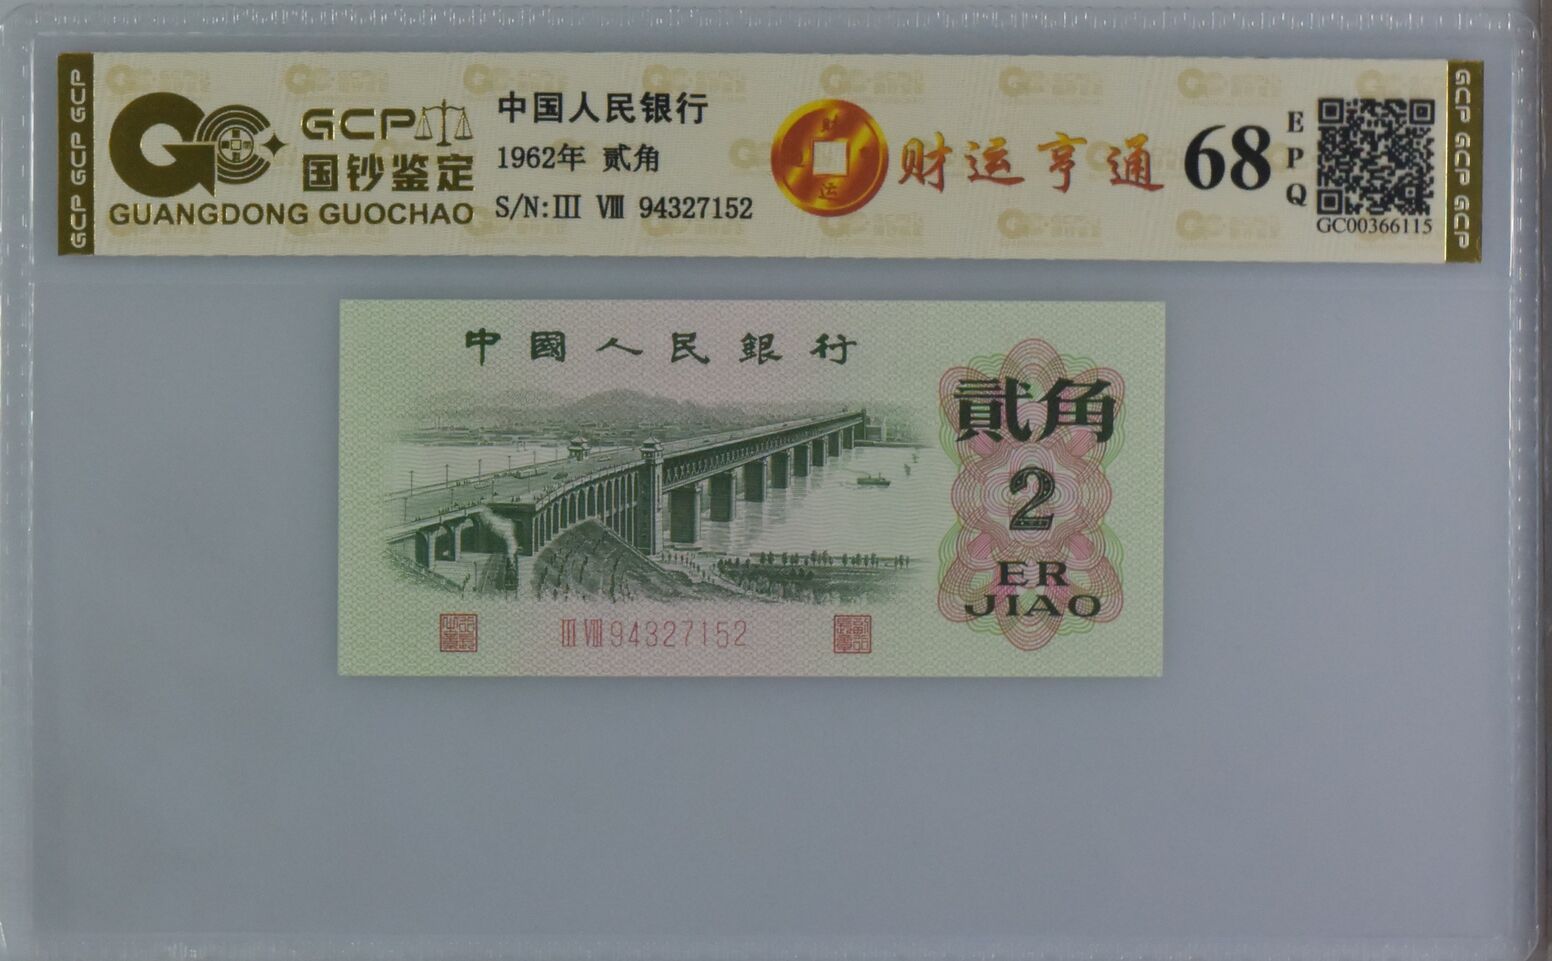 GCP GCP GCP
GCP
国钞鉴定
GUANGDONG GUOCHAO
中国人民银行
1962年 贰角
S/N:III VIII 94327152
财运亨通
68
EPQ
GC00366115
GCP GCP GCP
中國人民銀行
貳角
2
ER
JIAO
III VIII 94327152